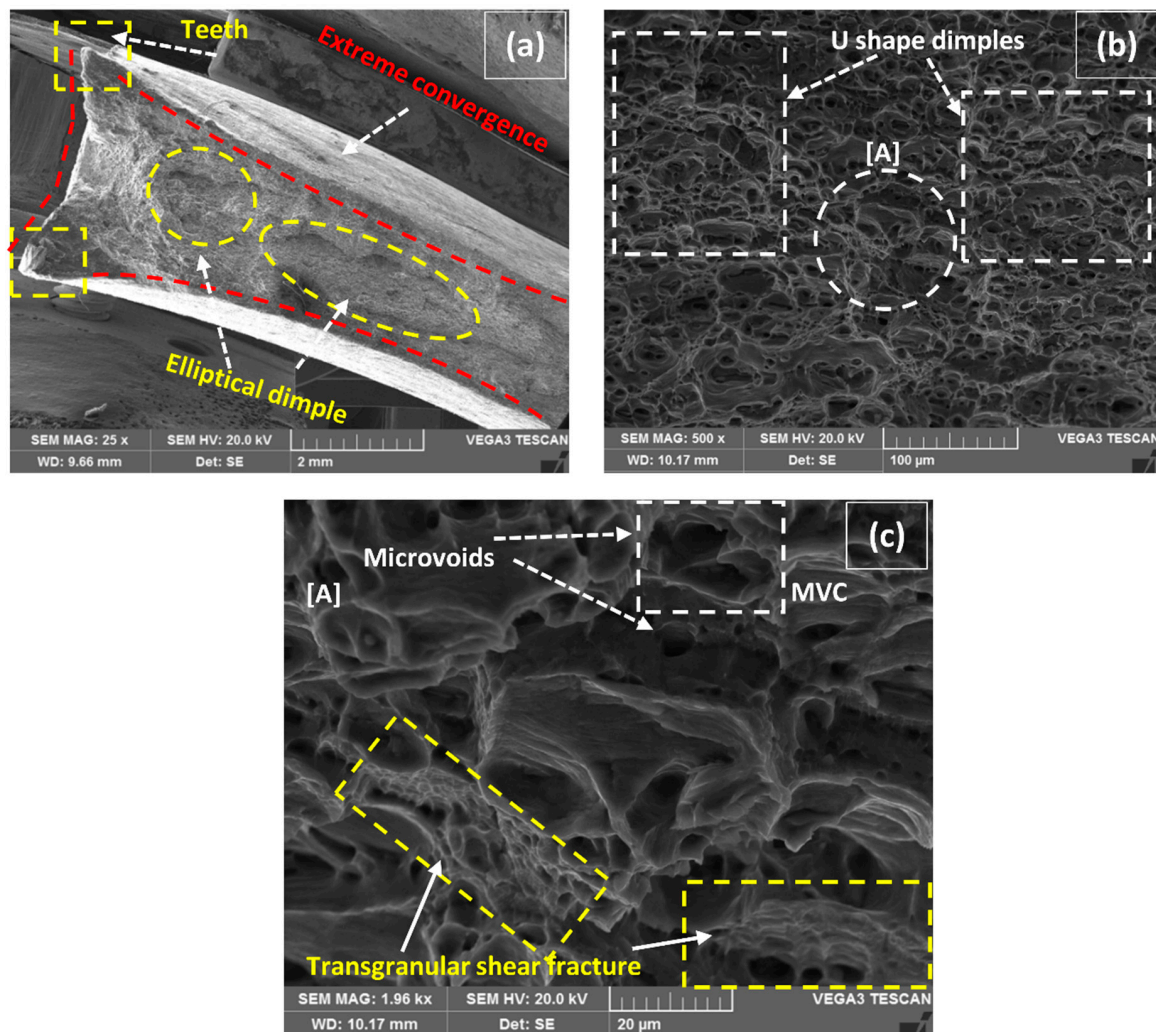 Teeth
(a)
Extreme convergence
Elliptical dimple
SEM MAG: 25 x
SEM HV: 20.0 kV
VEGA3 TESCAN
WD: 9.66 mm
Det: SE
2 mm
U shape dimples
(b)
[A]
SEM MAG: 500 x
SEM HV: 20.0 kV
VEGA3 TESCAN
WD: 10.17 mm
Det: SE
100 µm
(c)
Microvoids
[A]
MVC
Transgranular shear fracture
SEM MAG: 1.96 kx
SEM HV: 20.0 kV
VEGA3 TESCAN
WD: 10.17 mm
Det: SE
20 µm